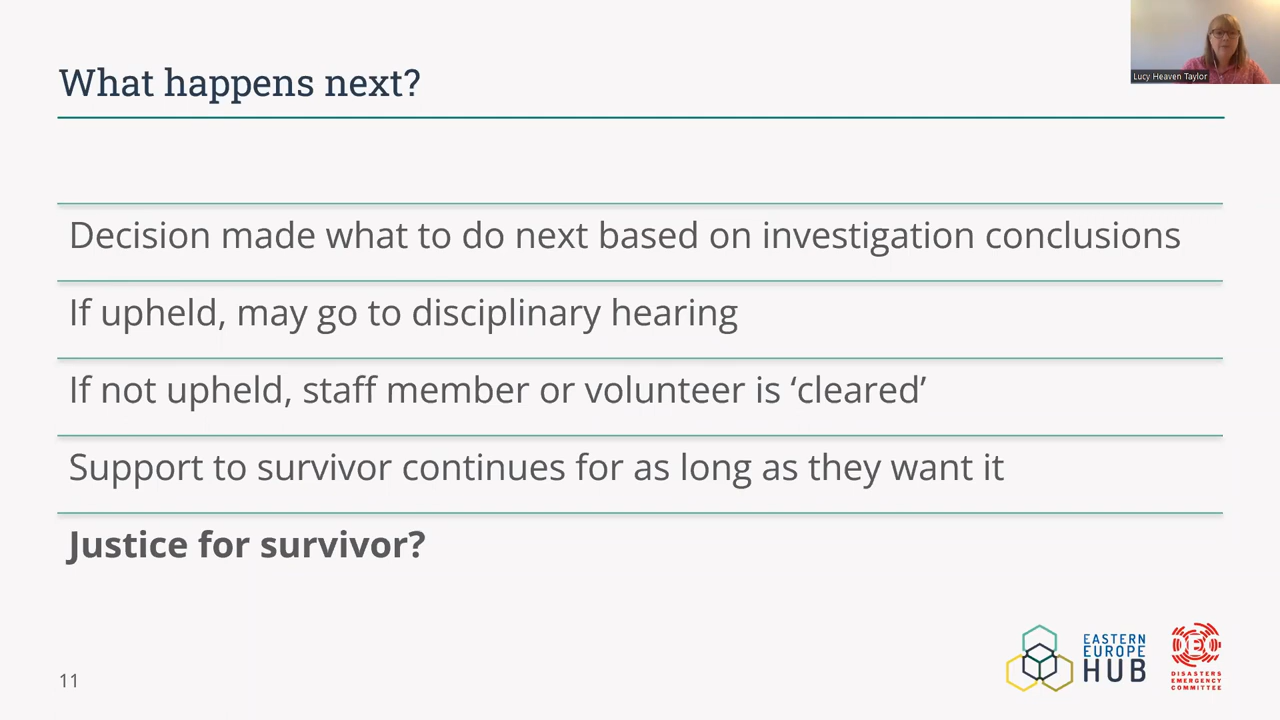 What happens next?
Lucy Heaven Taylor
Decision made what to do next based on investigation conclusions
If upheld, may go to disciplinary hearing
If not upheld, staff member or volunteer is ‘cleared’
Support to survivor continues for as long as they want it
Justice for survivor?
11
EASTERN
EUROPE
HUB
DEC
DISASTERS
EMERGENCY
COMMITTEE